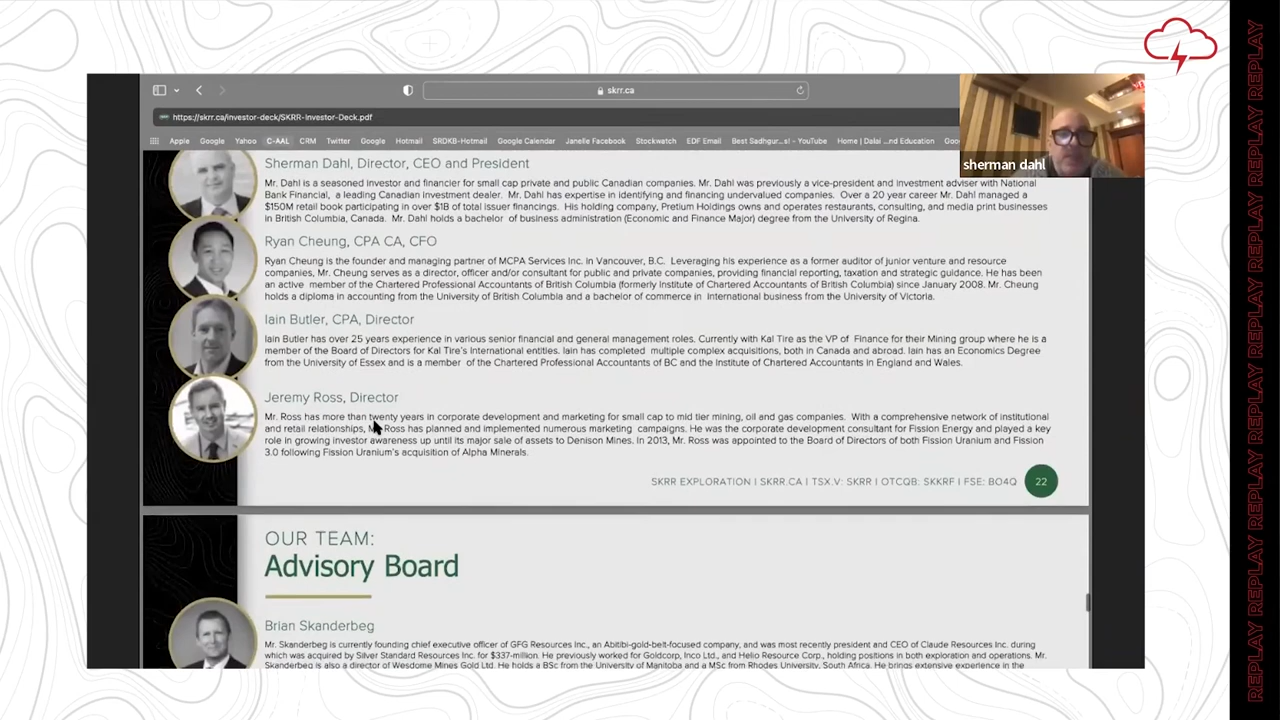 skrr.ca
https://skrr.ca/investor-deck/SKRR-Investor-Deck.pdf
Apple Google Yahoo C-AAL CRM Twitter Google Hotmail SRDKB-Hotmail Google Calendar Janelle Facebook Stockwatch EDF Email Best Sadhgur...s! - YouTube Home | Dalai ...nd Education
sherman dahl
Sherman Dahl, Director, CEO and President
Mr. Dahl is a seasoned investor and financier for small cap private and public Canadian companies. Mr. Dahl was previously a vice-president and investment adviser with National
Bank Financial, a leading Canadian investment dealer. Mr. Dahl has expertise in identifying and financing undervalued companies. Over a 20 year career Mr. Dahl managed a
$150M retail book participating in over $1B of total issuer financings. His holding company, Pretium Holdings owns and operates restaurants, consulting, and media print businesses
in British Columbia, Canada. Mr. Dahl holds a bachelor of business administration (Economic and Finance Major) degree from the University of Regina.
Ryan Cheung, CPA CA, CFO
Ryan Cheung is the founder and managing partner of MCPA Services Inc. in Vancouver, B.C. Leveraging his experience as a former auditor of junior venture and resource
companies, Mr. Cheung serves as a director, officer and/or consultant for public and private companies, providing financial reporting, taxation and strategic guidance. He has been
an active member of the Chartered Professional Accountants of British Columbia (formerly Institute of Chartered Accountants of British Columbia) since January 2008. Mr. Cheung
holds a diploma in accounting from the University of British Columbia and a bachelor of commerce in international business from the University of Victoria.
Iain Butler, CPA, Director
Iain Butler has over 25 years experience in various senior financial and general management roles. Currently with Kal Tire as the VP of Finance for their Mining group where he is a
member of the Board of Directors for Kal Tire's International entities. Iain has completed multiple complex acquisitions, both in Canada and abroad. Iain has an Economics Degree
from the University of Essex and is a member of the Chartered Professional Accountants of BC and the Institute of Chartered Accountants in England and Wales.
Jeremy Ross, Director
Mr. Ross has more than twenty years in corporate development and marketing for small cap to mid tier mining, oil and gas companies. With a comprehensive network of institutional
and retail relationships, Ross has planned and implemented numerous marketing campaigns. He was the corporate development consultant for Fission Energy and played a key
role in growing investor awareness up until its major sale of assets to Denison Mines. In 2013, Mr. Ross was appointed to the Board of Directors of both Fission Uranium and Fission
3.0 following Fission Uranium's acquisition of Alpha Minerals.
SKRR EXPLORATION | SKRR.CA | TSX.V: SKRR | OTCQB: SKKRF | FSE: BO4Q 22
OUR TEAM:
Advisory Board
Brian Skanderbeg
Mr. Skanderbeg is currently founding chief executive officer of GFG Resources Inc., an Abitibi-gold-belt-focused company, and was most recently president and CEO of Claude Resources Inc. during
which was acquired by Silver Standard Resources Inc. for $337-million. He previously worked for Goldcorp, Inco Ltd., and Helio Resource Corp., holding positions in both exploration and operations. Mr.
Skanderbeg is also a director of Wesdome Mines Gold Ltd. He holds a BSc from the University of Manitoba and a MSc from Rhodes University, South Africa. He brings extensive experience in the
REPLAY REPLAY REPLAY REPLAY REPLAY REPLAY REPLAY REPLAY